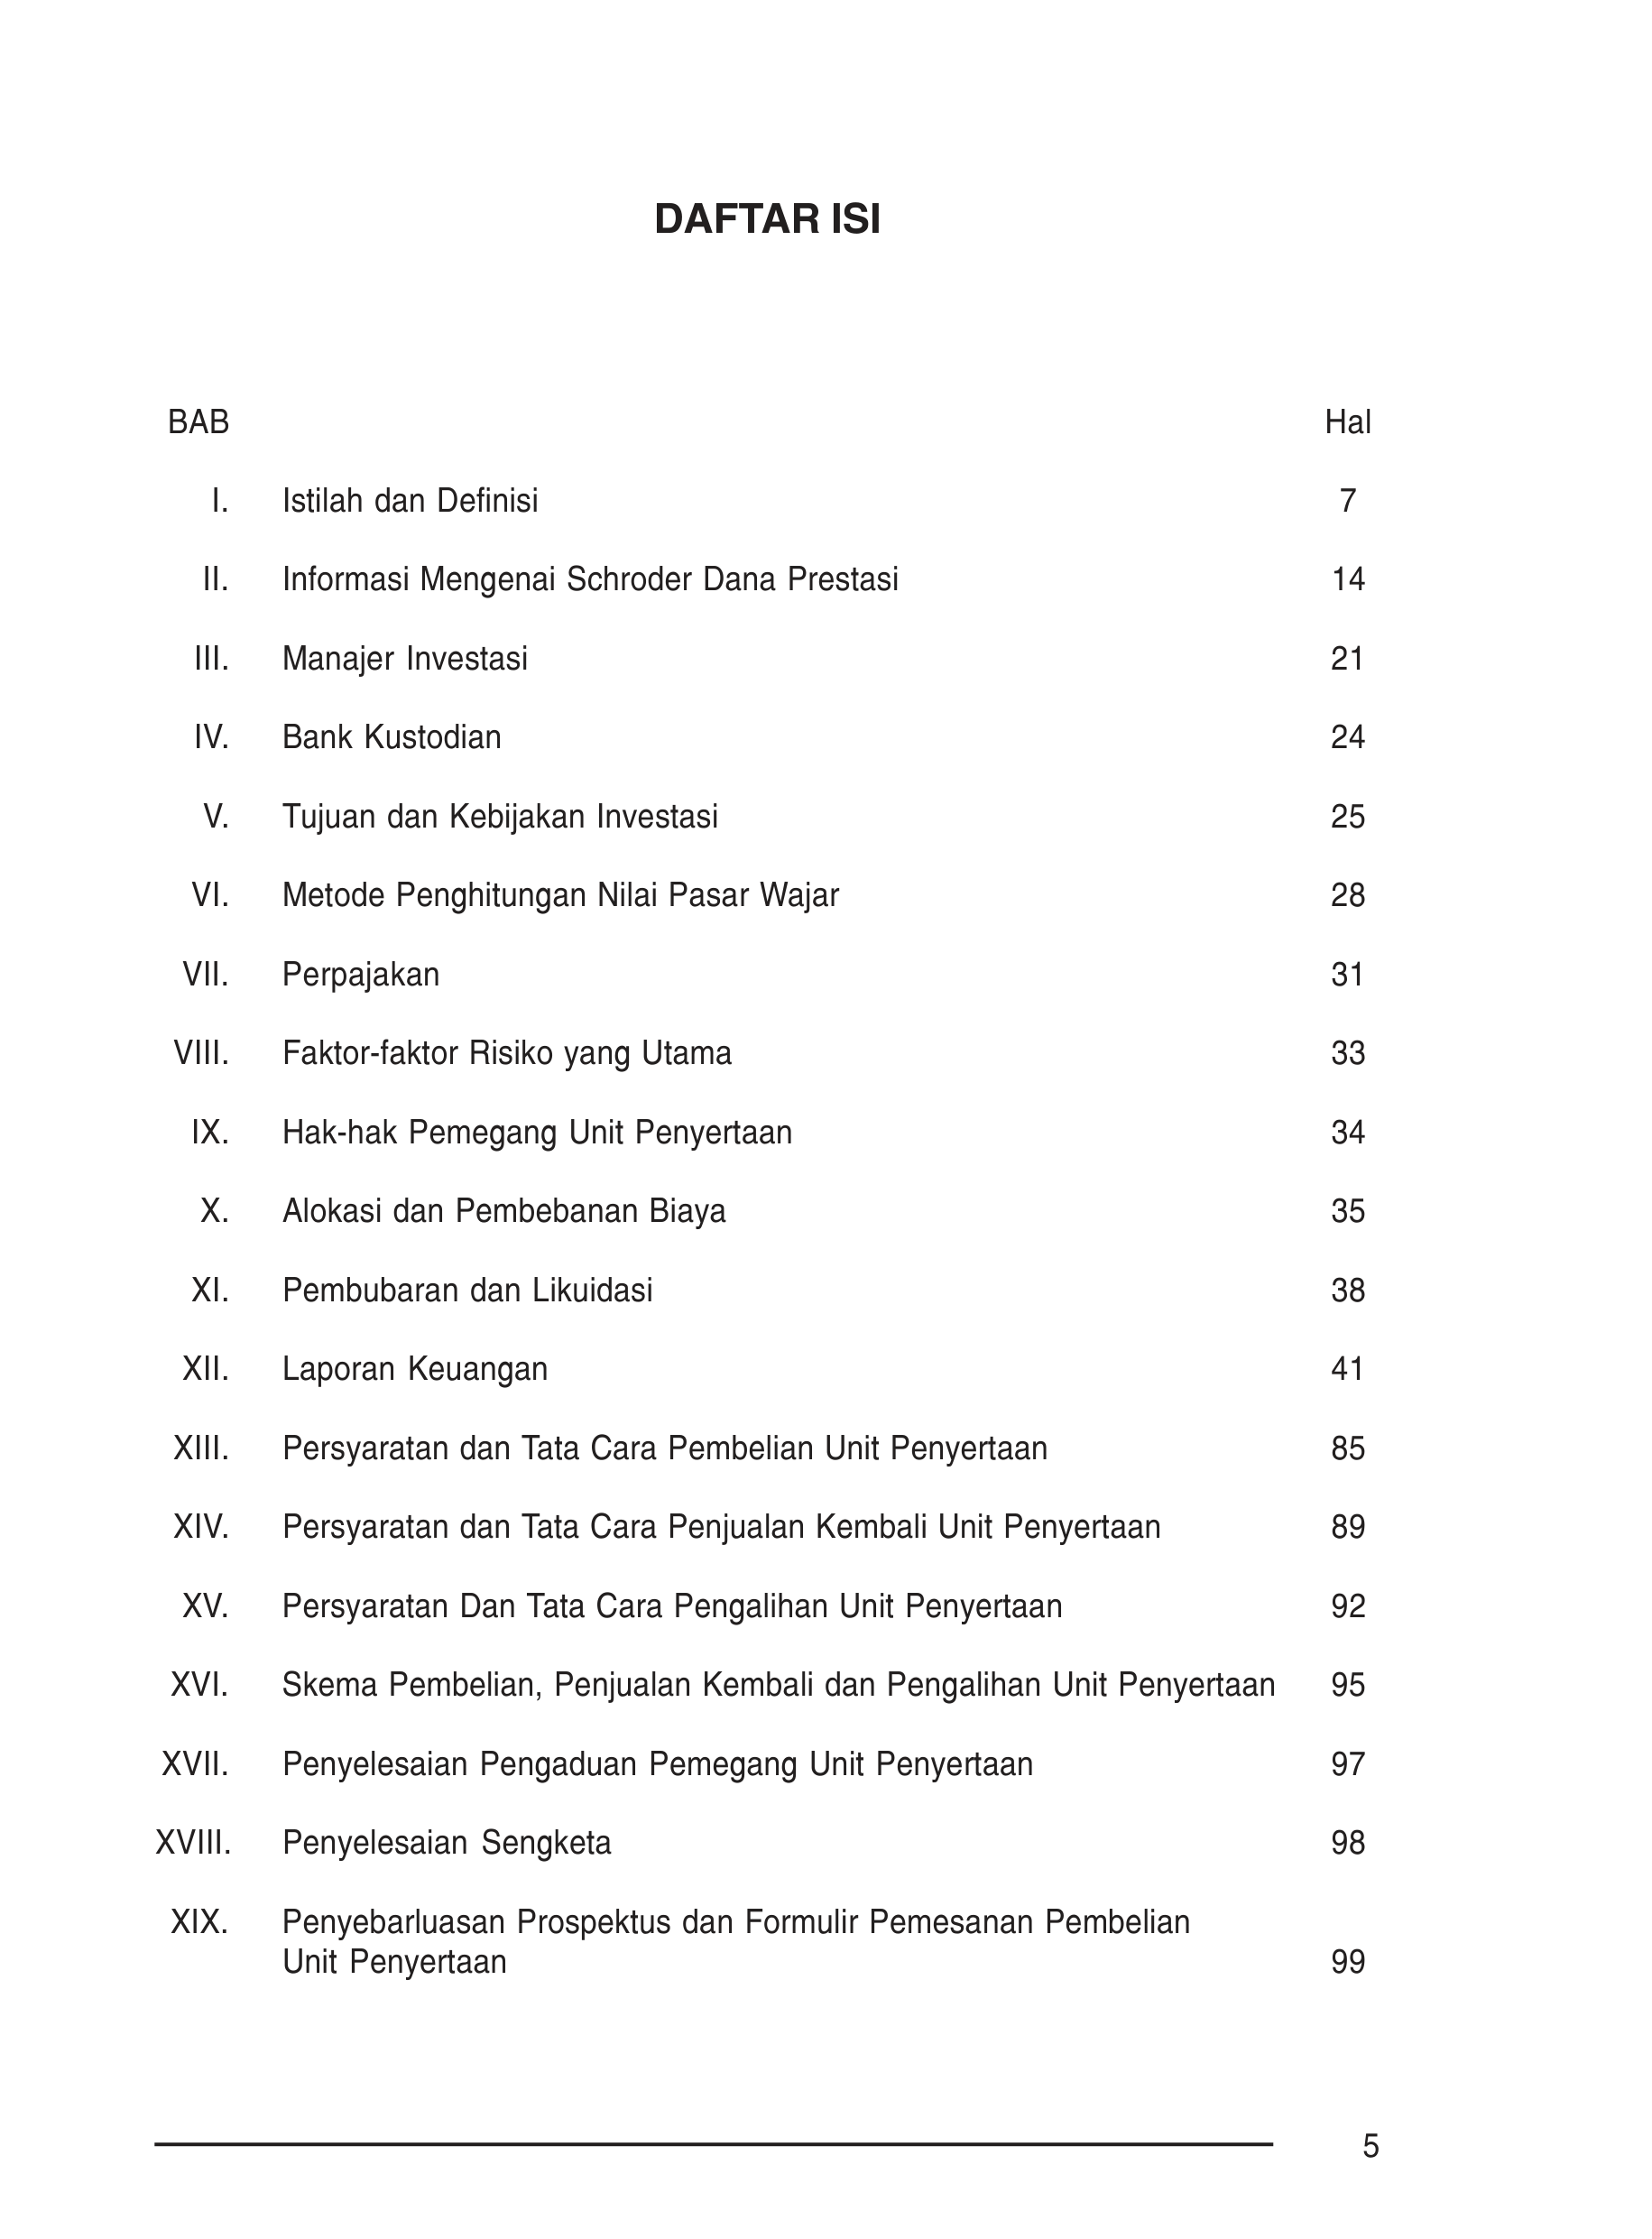 DAFTAR ISI
BAB Hal
I. Istilah dan Definisi 7
II. Informasi Mengenai Schroder Dana Prestasi 14
III. Manajer Investasi 21
IV. Bank Kustodian 24
V. Tujuan dan Kebijakan Investasi 25
VI. Metode Penghitungan Nilai Pasar Wajar 28
VII. Perpajakan 31
VIII. Faktor-faktor Risiko yang Utama 33
IX. Hak-hak Pemegang Unit Penyertaan 34
X. Alokasi dan Pembebanan Biaya 35
XI. Pembubaran dan Likuidasi 38
XII. Laporan Keuangan 41
XIII. Persyaratan dan Tata Cara Pembelian Unit Penyertaan 85
XIV. Persyaratan dan Tata Cara Penjualan Kembali Unit Penyertaan 89
XV. Persyaratan Dan Tata Cara Pengalihan Unit Penyertaan 92
XVI. Skema Pembelian, Penjualan Kembali dan Pengalihan Unit Penyertaan 95
XVII. Penyelesaian Pengaduan Pemegang Unit Penyertaan 97
XVIII. Penyelesaian Sengketa 98
XIX. Penyebarluasan Prospektus dan Formulir Pemesanan Pembelian
Unit Penyertaan 99
5